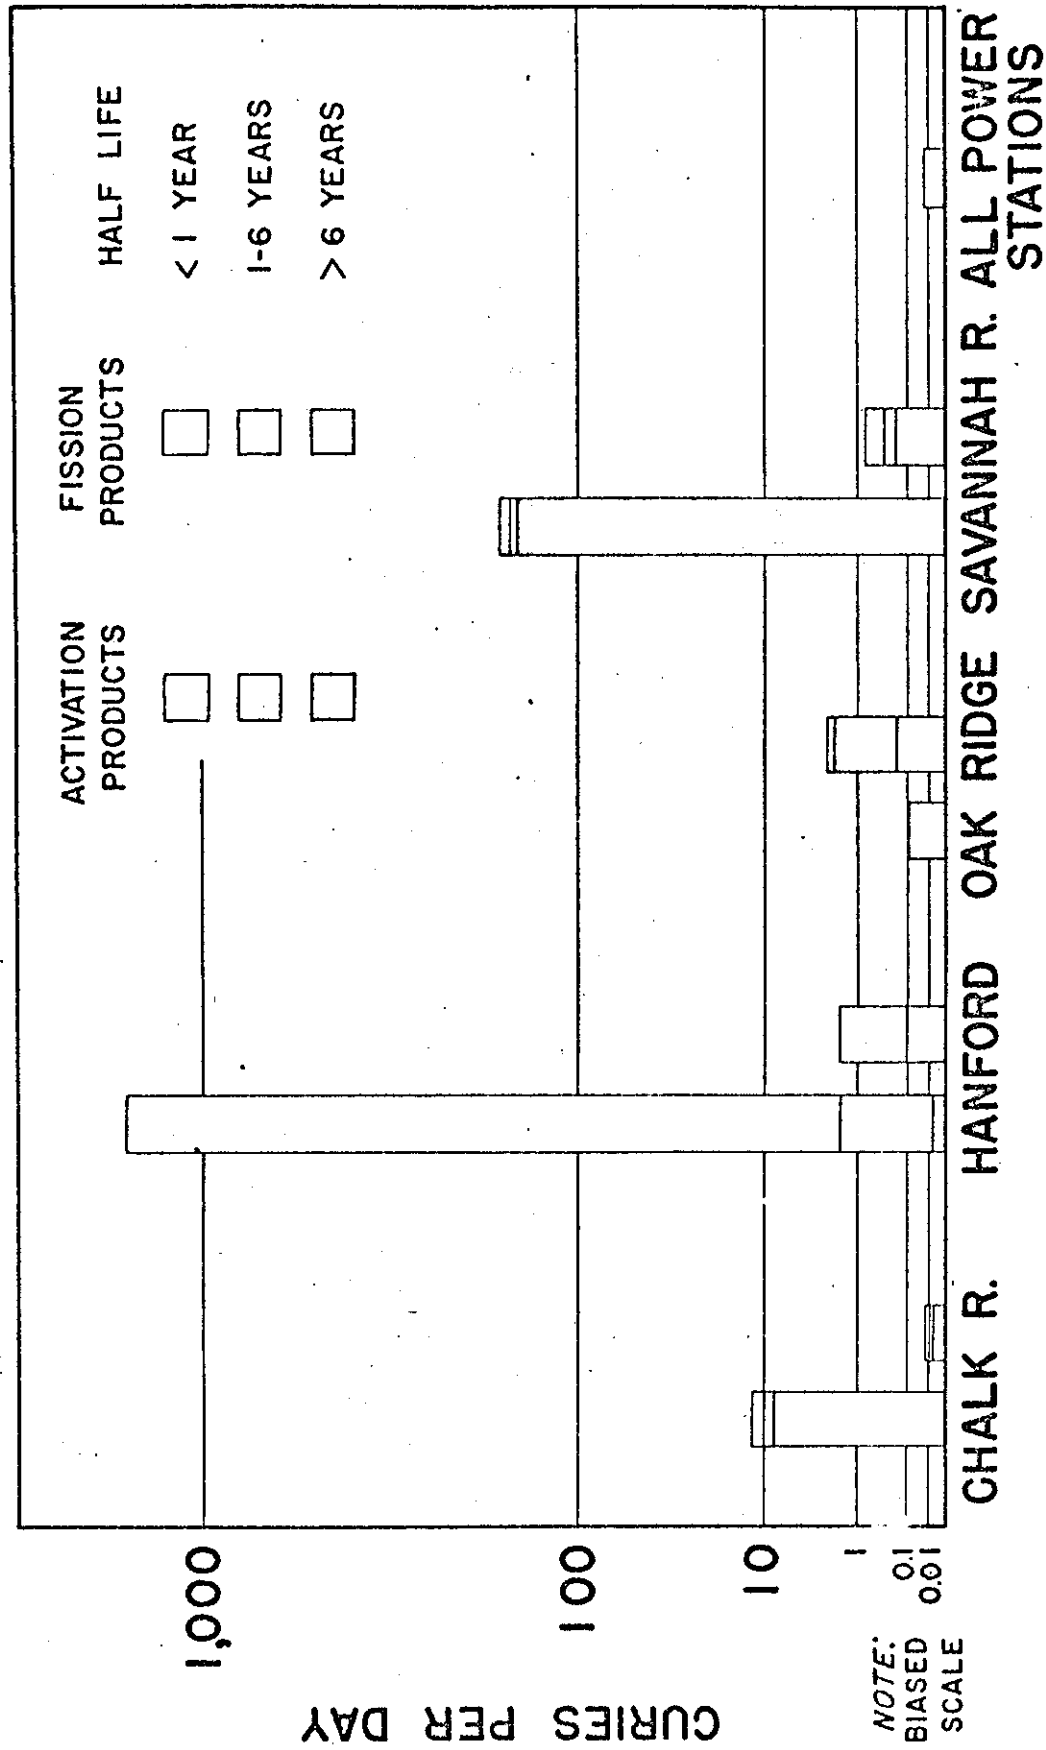 ACTIVATION
PRODUCTS
FISSION
PRODUCTS
HALF LIFE
< 1 YEAR
1-6 YEARS
> 6 YEARS
CURIES PER DAY
1,000
100
10
1
0.1
0.01
NOTE:
BIASED
SCALE
CHALK R.
HANFORD
OAK RIDGE
SAVANNAH R.
ALL POWER
STATIONS